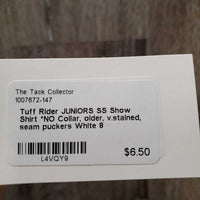 The Tack Collector
1007672-147
Tuff Rider JUNIORS SS Show
Shirt *NO Collar, older, v.stained,
seam puckers White 8
L4VQY9
$6.50